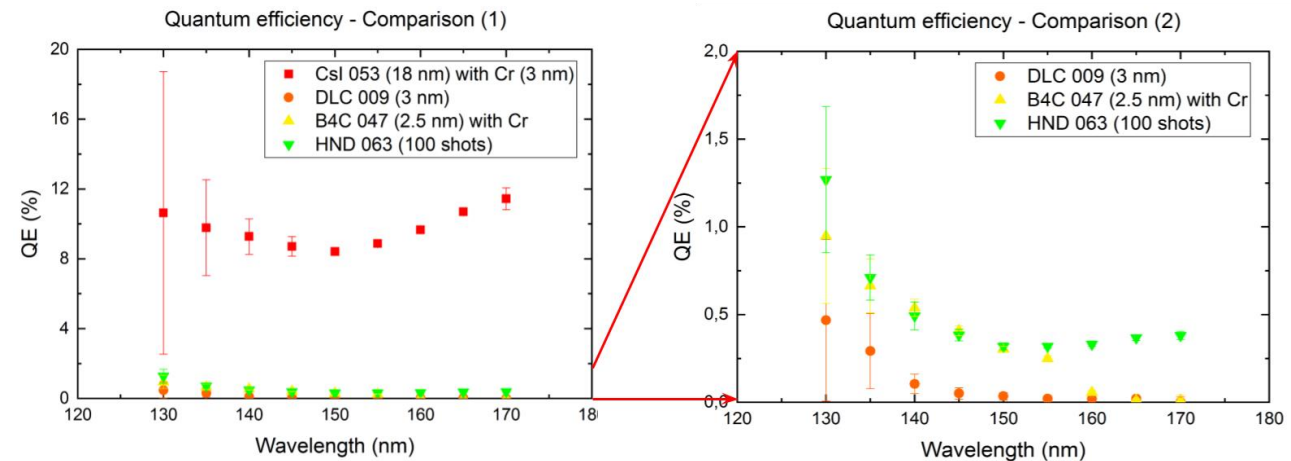 Quantum efficiency - Comparison (1)
20
16
12
8
4
0
QE (%)
CsI 053 (18 nm) with Cr (3 nm)
DLC 009 (3 nm)
B4C 047 (2.5 nm) with Cr
HND 063 (100 shots)
120 130 140 150 160 170 18
Wavelength (nm)
Quantum efficiency - Comparison (2)
2,0
1,5
1,0
0,5
0,0
QE (%)
DLC 009 (3 nm)
B4C 047 (2.5 nm) with Cr
HND 063 (100 shots)
120 130 140 150 160 170 180
Wavelength (nm)